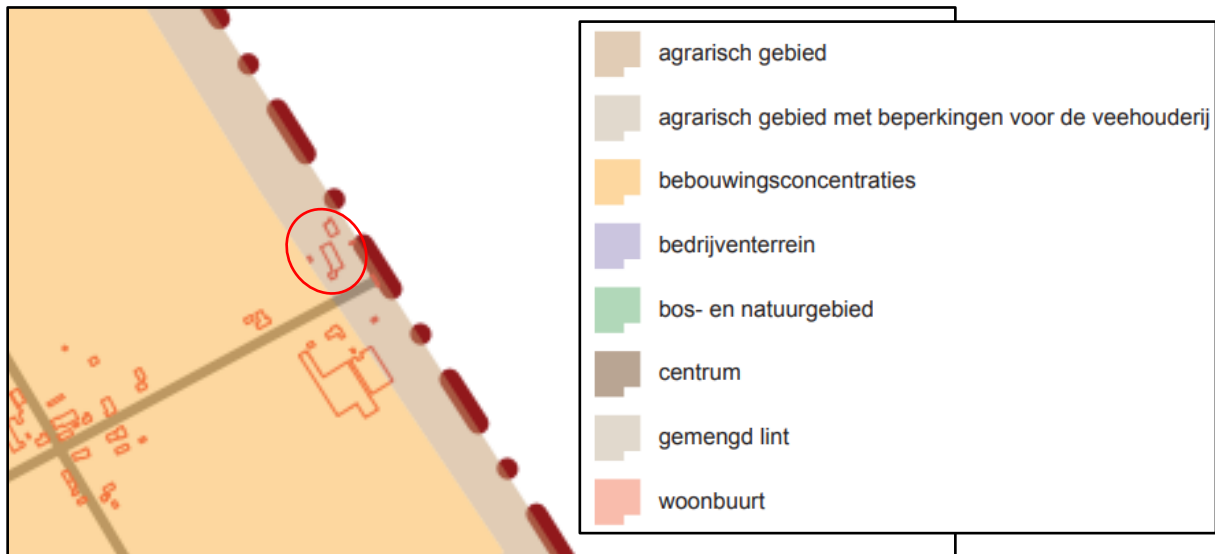 agrarisch gebied
agrarisch gebied met beperkingen voor de veehouderij
bebouwingsconcentraties
bedrijventerrein
bos- en natuurgebied
centrum
gemengd lint
woonbuurt